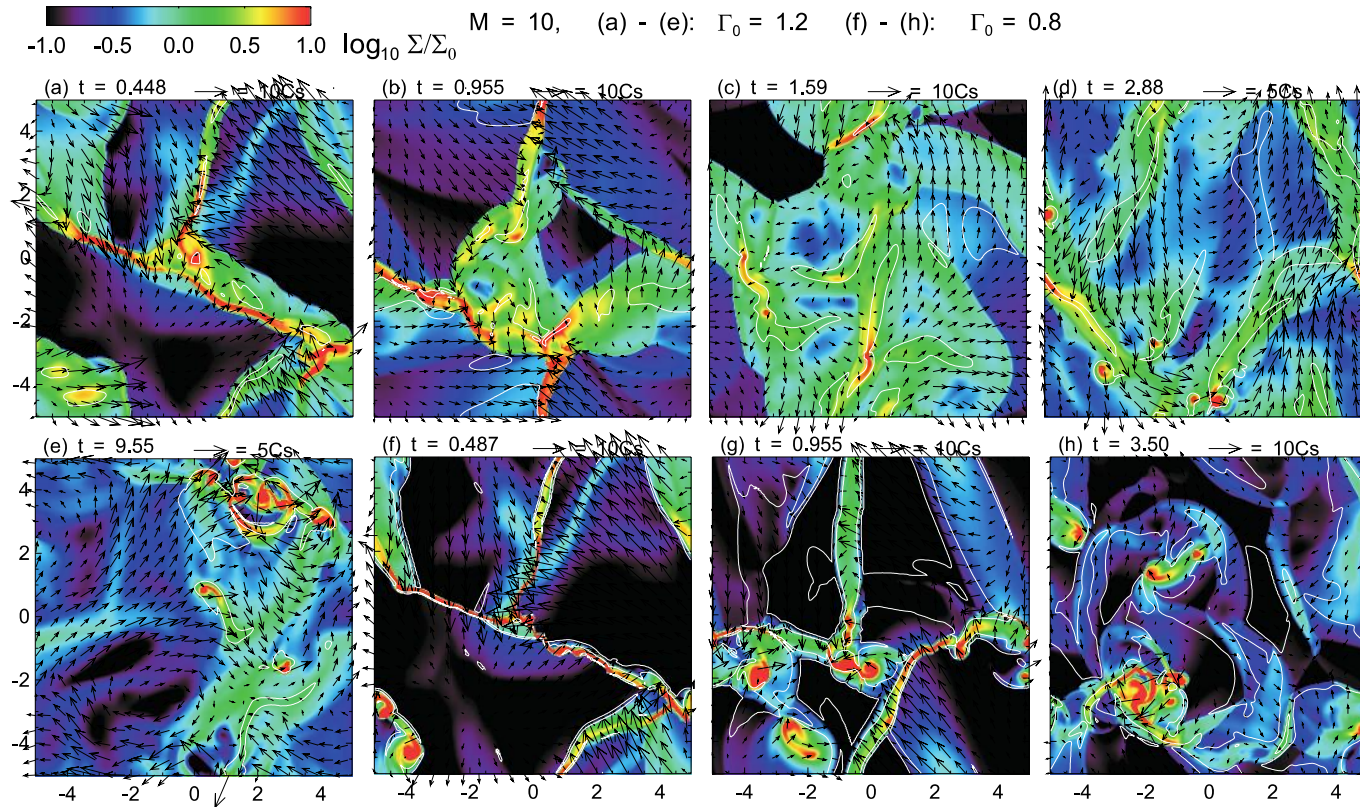 M = 10, (a) - (e): Γ₀ = 1.2 (f) - (h): Γ₀ = 0.8
-1.0 -0.5 0.0 0.5 1.0 log₁₀ Σ/Σ₀
(a) t = 0.448 = 10Cs (b) t = 0.955 = 10Cs (c) t = 1.59 = 10Cs (d) t = 2.88 = 5Cs
4
2
0
-2
-4
(e) t = 9.55 = 5Cs (f) t = 0.487 = 10Cs (g) t = 0.955 = 10Cs (h) t = 3.50 = 10Cs
4
2
0
-2
-4
-4 -2 0 2 4 -4 -2 0 2 4 -4 -2 0 2 4 -4 -2 0 2 4